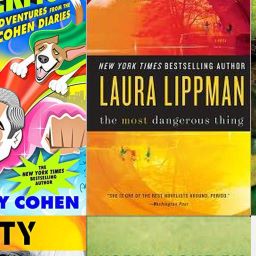 ADVENTURES FROM THE
COHEN DIARIES
THE NEW YORK TIMES
BESTSELLING
AUTHOR
Y COHEN
TY
NEW YORK TIMES BESTSELLING AUTHOR
LAURA LIPPMAN
the most dangerous thing
"SHE IS ONE OF THE BEST NOVELISTS AROUND, PERIOD."
—Washington Post